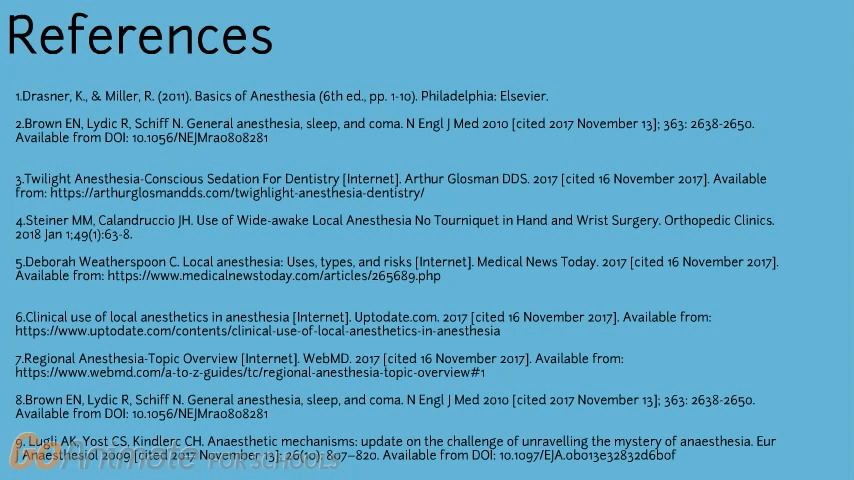 References
1.Drasner, K., & Miller, R. (2011). Basics of Anesthesia (6th ed., pp. 1-10). Philadelphia: Elsevier.
2.Brown EN, Lydic R, Schiff N. General anesthesia, sleep, and coma. N Engl J Med 2010 [cited 2017 November 13]; 363: 2638-2650.
Available from DOI: 10.1056/NEJMra0808281
3.Twilight Anesthesia-Conscious Sedation For Dentistry [Internet]. Arthur Glosman DDS. 2017 [cited 16 November 2017]. Available
from: https://arthurglosmandds.com/twighlight-anesthesia-dentistry/
4.Steiner MM, Calandruccio JH. Use of Wide-awake Local Anesthesia No Tourniquet in Hand and Wrist Surgery. Orthopedic Clinics.
2018 Jan 1;49(1):63-8.
5.Deborah Weatherspoon C. Local anesthesia: Uses, types, and risks [Internet]. Medical News Today. 2017 [cited 16 November 2017].
Available from: https://www.medicalnewstoday.com/articles/265689.php
6.Clinical use of local anesthetics in anesthesia [Internet]. Uptodate.com. 2017 [cited 16 November 2017]. Available from:
https://www.uptodate.com/contents/clinical-use-of-local-anesthetics-in-anesthesia
7.Regional Anesthesia-Topic Overview [Internet]. WebMD. 2017 [cited 16 November 2017]. Available from:
https://www.webmd.com/a-to-z-guides/tc/regional-anesthesia-topic-overview#1
8.Brown EN, Lydic R, Schiff N. General anesthesia, sleep, and coma. N Engl J Med 2010 [cited 2017 November 13]; 363: 2638-2650.
Available from DOI: 10.1056/NEJMra0808281
9. Lugli AK, Yost CS, Kindlerc CH. Anaesthetic mechanisms: update on the challenge of unravelling the mystery of anaesthesia. Eur
J Anaesthesiol 2009 [cited 2017 November 13]; 26(10): 807–820. Available from DOI: 10.1097/EJA.0b013e32832d6b0f
GoAnimate FOR SCHOOLS